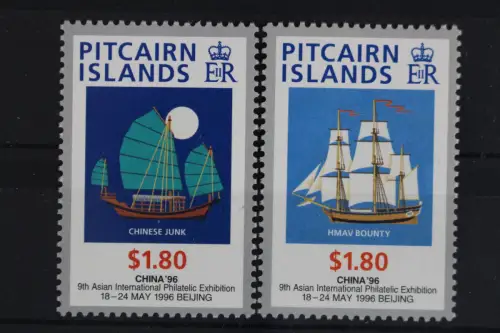 PITCAIRN
ISLANDS EIIR
CHINESE JUNK
$1.80
CHINA '96
9th Asian International Philatelic Exhibition
18 – 24 MAY 1996 BEIJING
PITCAIRN
ISLANDS EIIR
HMAV BOUNTY
$1.80
CHINA '96
9th Asian International Philatelic Exhibition
18 – 24 MAY 1996 BEIJING